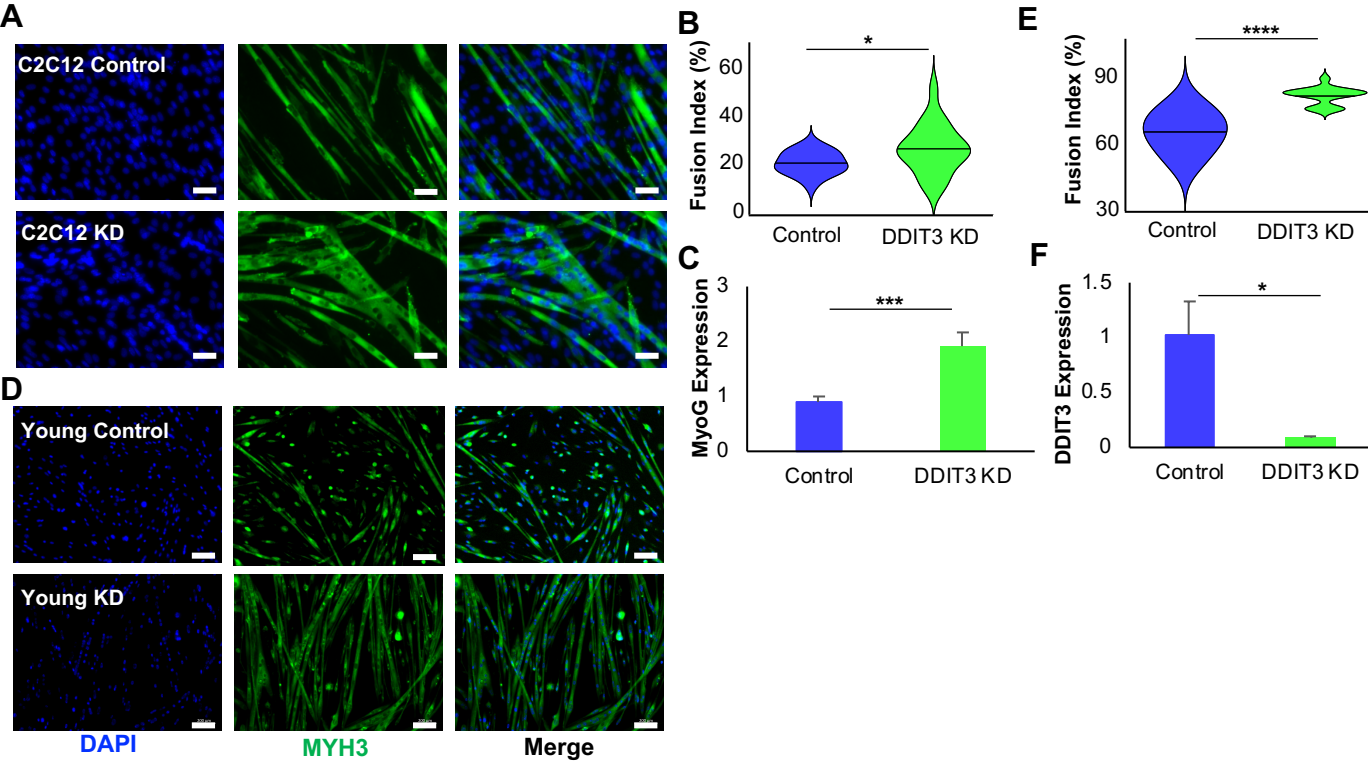 A
C2C12 Control
C2C12 KD
B
Fusion Index (%)
60
40
20
0
*
Control
DDIT3 KD
C
MyoG Expression
3
2
1
0
***
Control
DDIT3 KD
D
Young Control
Young KD
DAPI
MYH3
Merge
E
Fusion Index (%)
90
60
30
****
Control
DDIT3 KD
F
DDIT3 Expression
1.5
1
0.5
0
*
Control
DDIT3 KD